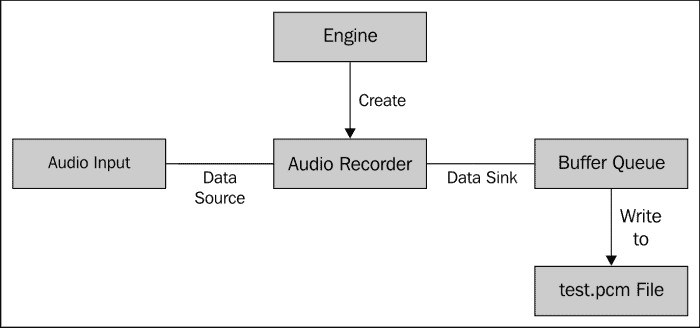 Engine
Create
Audio Input
Data
Source
Audio Recorder
Data Sink
Buffer Queue
Write
to
test.pcm File